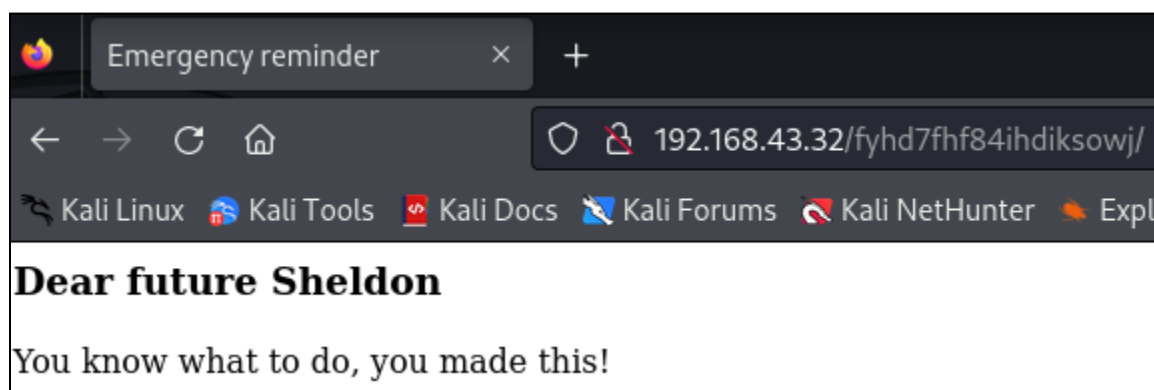 Emergency reminder
192.168.43.32/fyhd7fhf84ihdiksowj/
Kali Linux Kali Tools Kali Docs Kali Forums Kali NetHunter Expl
Dear future Sheldon
You know what to do, you made this!